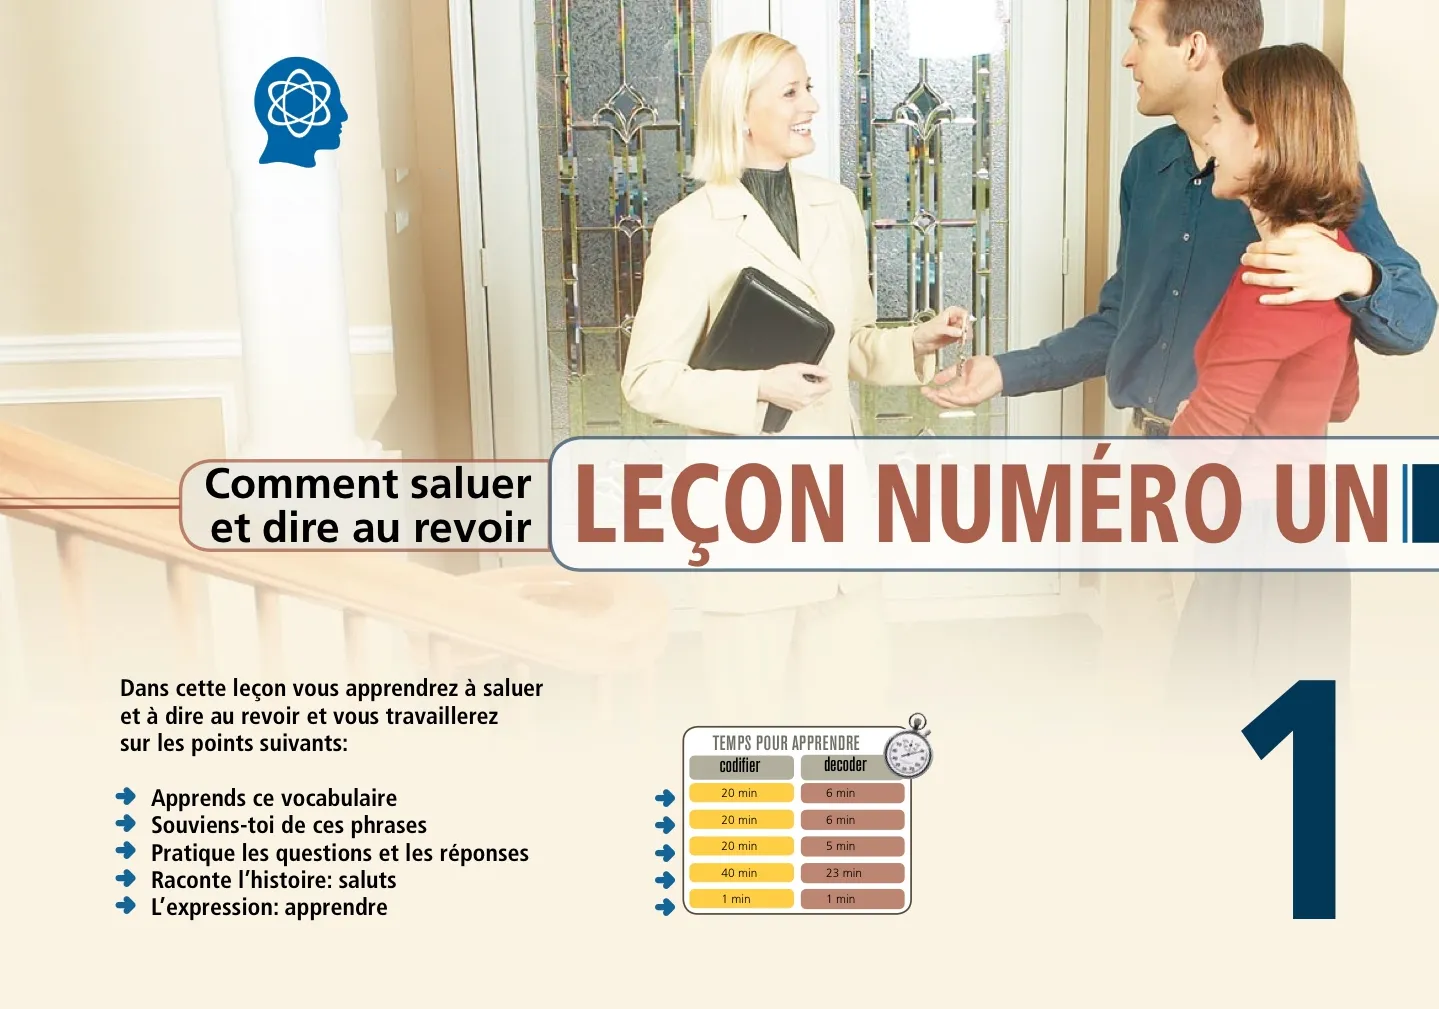 Comment saluer
et dire au revoir
LEÇON NUMÉRO UN
Dans cette leçon vous apprendrez à saluer
et à dire au revoir et vous travaillerez
sur les points suivants:
Apprends ce vocabulaire
Souviens-toi de ces phrases
Pratique les questions et les réponses
Raconte l’histoire: saluts
L’expression: apprendre
TEMPS POUR APPRENDRE
codifier decoder
20 min 6 min
20 min 6 min
20 min 5 min
40 min 23 min
1 min 1 min
1